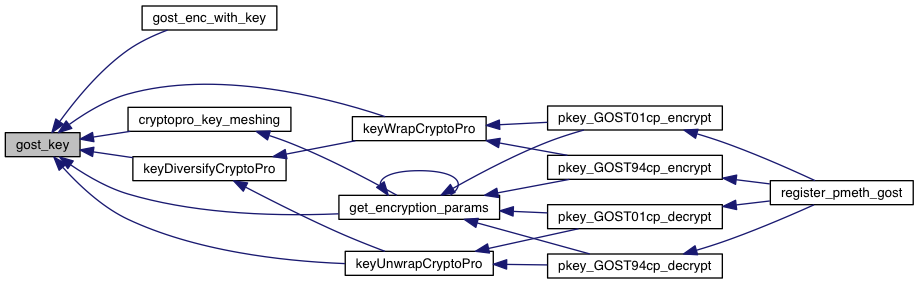 gost_enc_with_key
cryptopro_key_meshing
pkey_GOST01cp_encrypt
keyWrapCryptoPro
gost_key
keyDiversifyCryptoPro
pkey_GOST94cp_encrypt
register_pmeth_gost
get_encryption_params
pkey_GOST01cp_decrypt
keyUnwrapCryptoPro
pkey_GOST94cp_decrypt